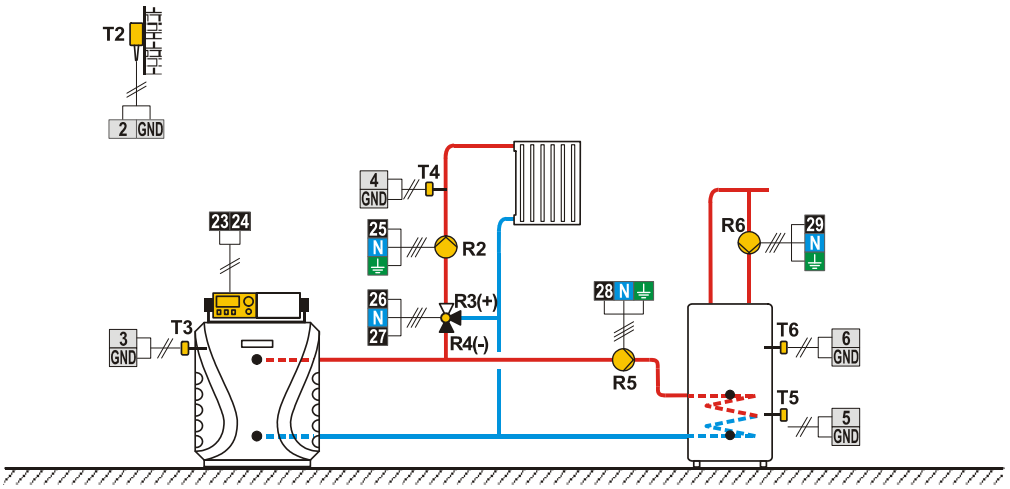 T2
2 GND
T4
4
GND
23 24
25
N
R2
R6
29
N
26
N
27
R3(+)
R4(-)
28 N
T3
3
GND
R5
T6
6
GND
T5
5
GND